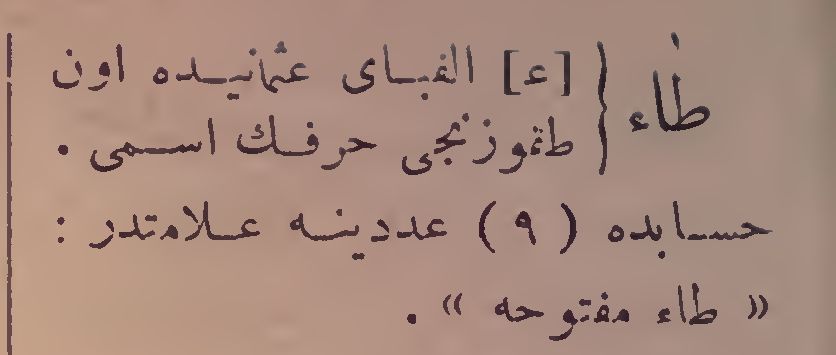 طاء } [ع] الفبای عثمانیده اون
طقوزنجی حرفك اسمی .
حسابده ( ٩ ) عددینه علامتدر :
« طاء مفتوحه » .